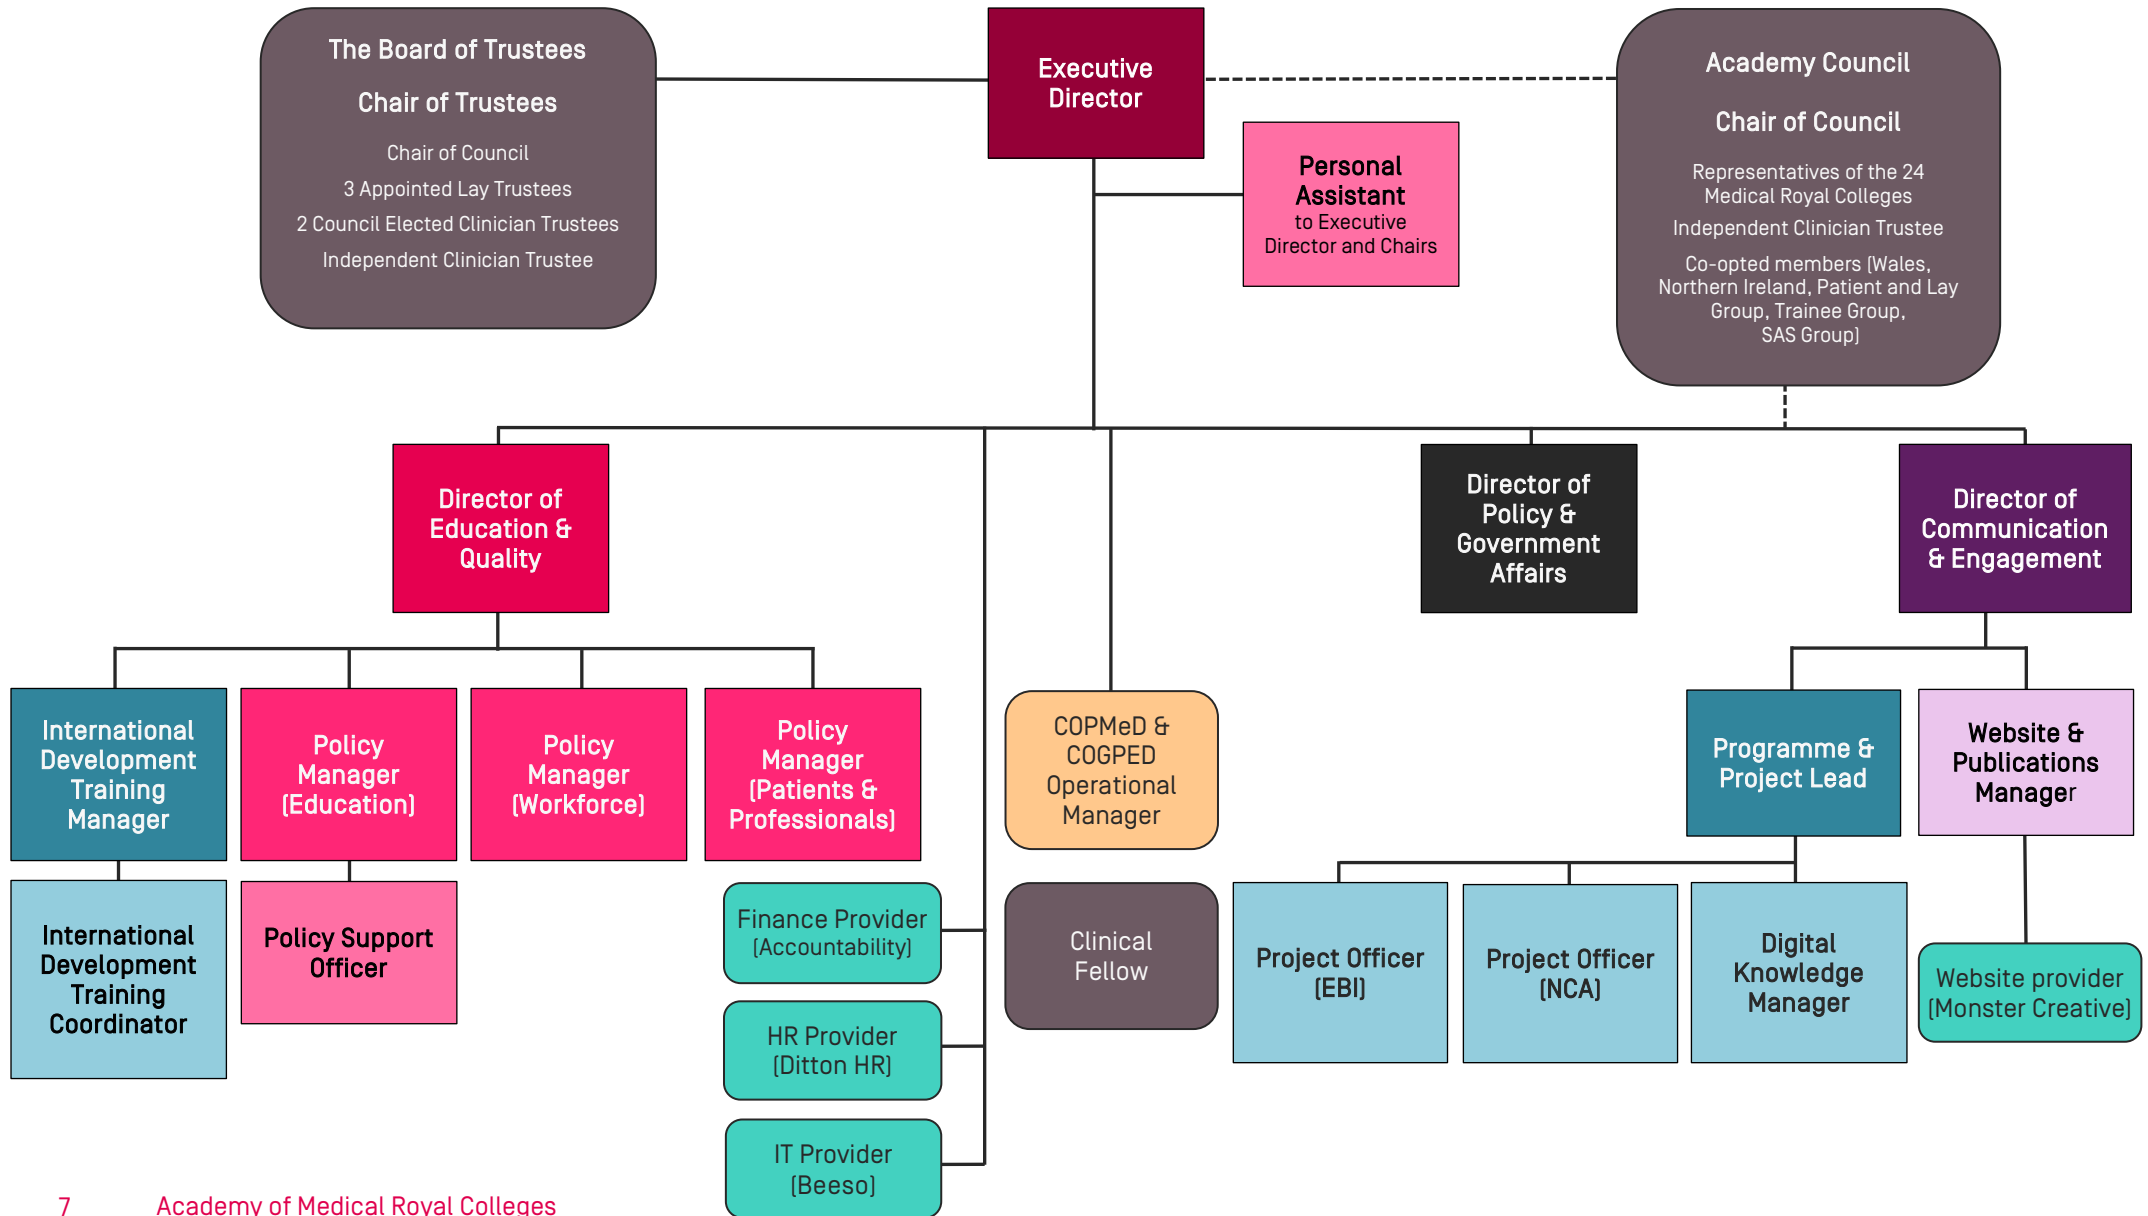 The Board of Trustees
Chair of Trustees
Chair of Council
3 Appointed Lay Trustees
2 Council Elected Clinician Trustees
Independent Clinician Trustee
Executive
Director
Personal
Assistant
to Executive
Director and Chairs
Academy Council
Chair of Council
Representatives of the 24
Medical Royal Colleges
Independent Clinician Trustee
Co-opted members (Wales,
Northern Ireland, Patient and Lay
Group, Trainee Group,
SAS Group)
Director of
Education &
Quality
Director of
Policy &
Government
Affairs
Director of
Communication
& Engagement
International
Development
Training
Manager
Policy
Manager
(Education)
Policy
Manager
(Workforce)
Policy
Manager
(Patients &
Professionals)
COPMeD &
COGPED
Operational
Manager
Programme &
Project Lead
Website &
Publications
Manager
International
Development
Training
Coordinator
Policy Support
Officer
Finance Provider
(Accountability)
HR Provider
(Ditton HR)
IT Provider
(Beeso)
Clinical
Fellow
Project Officer
(EBI)
Project Officer
(NCA)
Digital
Knowledge
Manager
Website provider
(Monster Creative)
7 Academy of Medical Royal Colleges